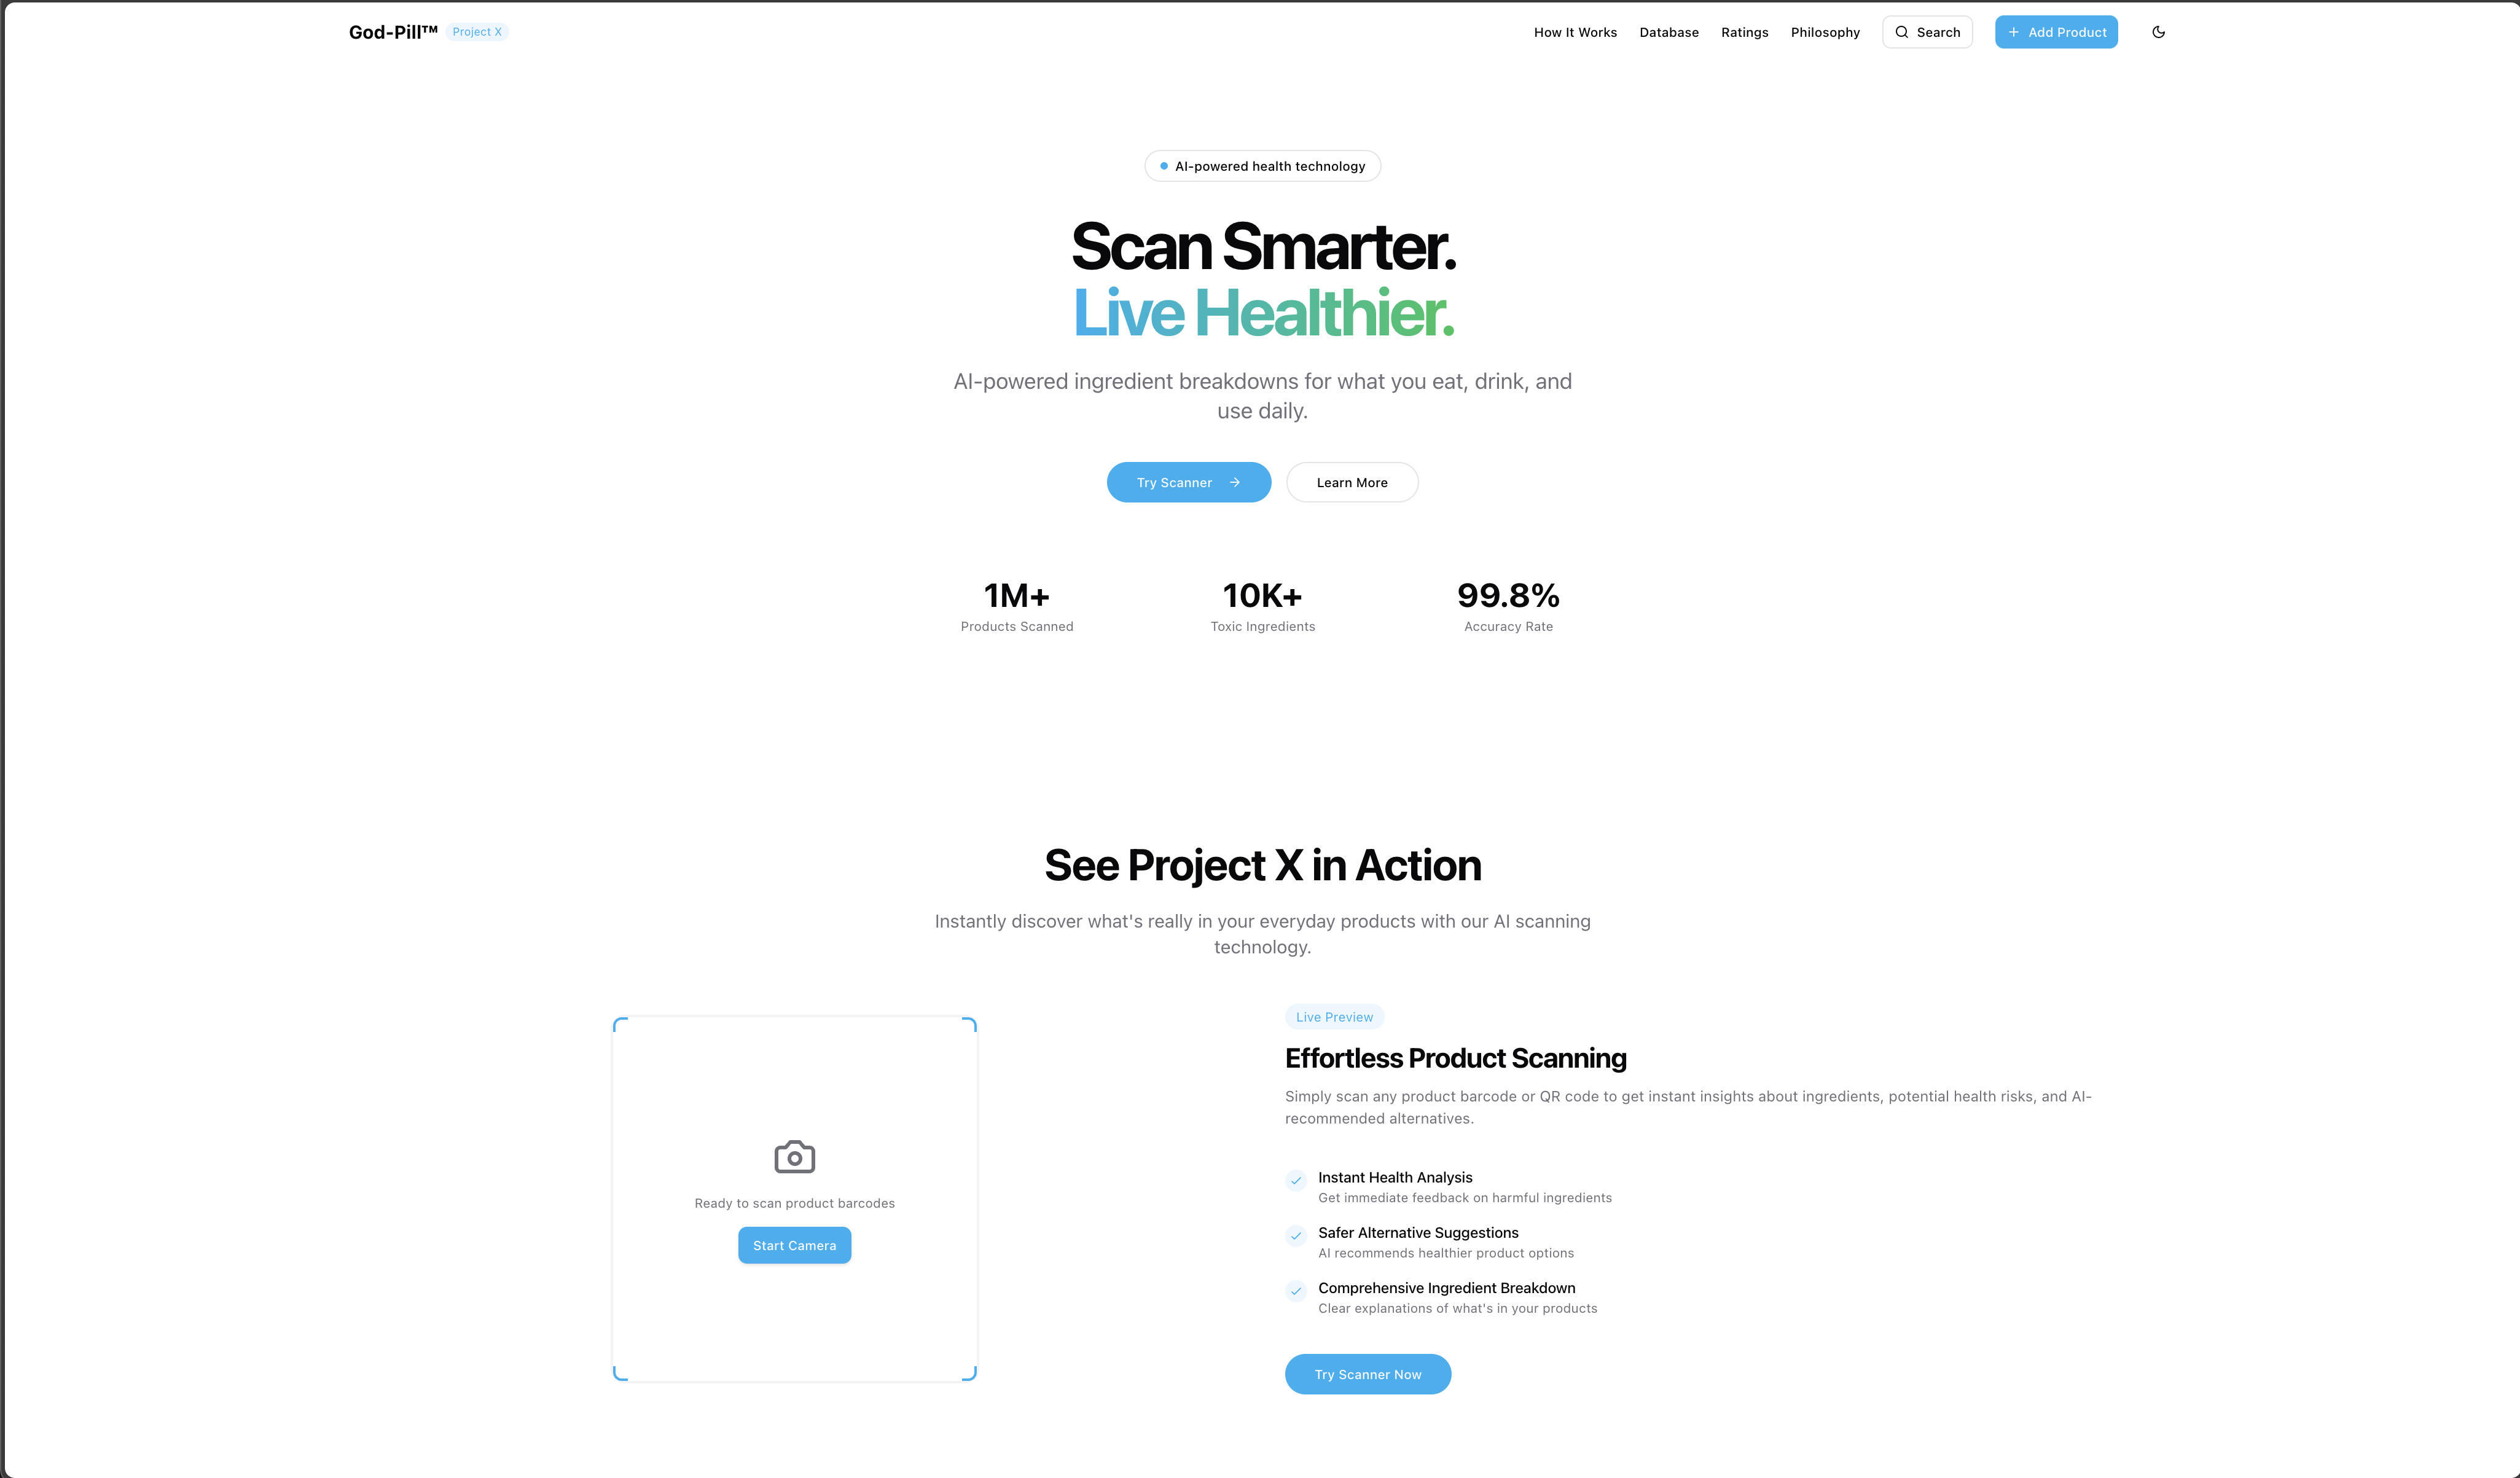 God-Pill™ Project X
How It Works Database Ratings Philosophy Search Add Product
AI-powered health technology
Scan Smarter.
Live Healthier.
AI-powered ingredient breakdowns for what you eat, drink, and
use daily.
Try Scanner → Learn More
1M+ 10K+ 99.8%
Products Scanned Toxic Ingredients Accuracy Rate
See Project X in Action
Instantly discover what's really in your everyday products with our AI scanning
technology.
Ready to scan product barcodes
Start Camera
Live Preview
Effortless Product Scanning
Simply scan any product barcode or QR code to get instant insights about ingredients, potential health risks, and AI-
recommended alternatives.
Instant Health Analysis
Get immediate feedback on harmful ingredients
Safer Alternative Suggestions
AI recommends healthier product options
Comprehensive Ingredient Breakdown
Clear explanations of what's in your products
Try Scanner Now